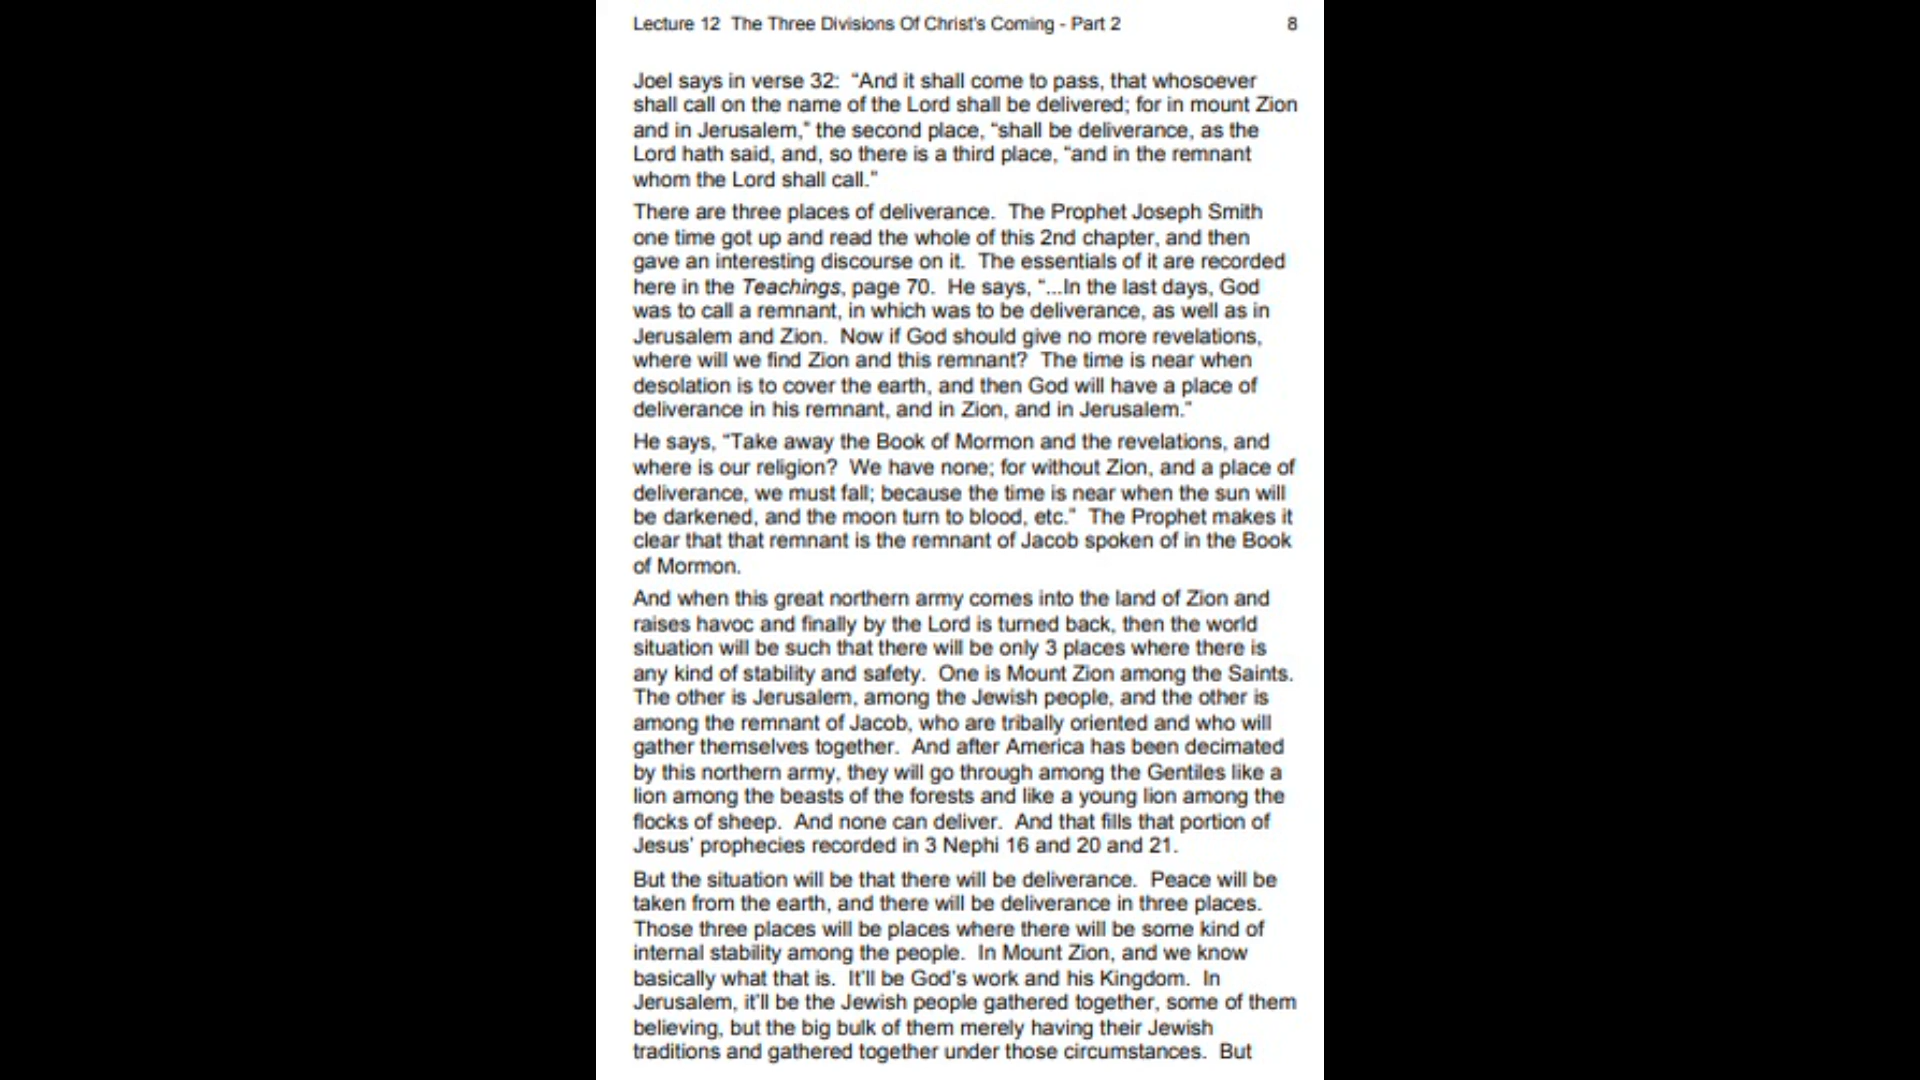 Lecture 12  The Three Divisions Of Christ's Coming - Part 2 8
Joel says in verse 32:  “And it shall come to pass, that whosoever
shall call on the name of the Lord shall be delivered; for in mount Zion
and in Jerusalem,” the second place, “shall be deliverance, as the
Lord hath said, and, so there is a third place, “and in the remnant
whom the Lord shall call.”
There are three places of deliverance.  The Prophet Joseph Smith
one time got up and read the whole of this 2nd chapter, and then
gave an interesting discourse on it.  The essentials of it are recorded
here in the Teachings, page 70.  He says, “...In the last days, God
was to call a remnant, in which was to be deliverance, as well as in
Jerusalem and Zion.  Now if God should give no more revelations,
where will we find Zion and this remnant?  The time is near when
desolation is to cover the earth, and then God will have a place of
deliverance in his remnant, and in Zion, and in Jerusalem.”
He says, “Take away the Book of Mormon and the revelations, and
where is our religion?  We have none; for without Zion, and a place of
deliverance, we must fall; because the time is near when the sun will
be darkened, and the moon turn to blood, etc.”  The Prophet makes it
clear that that remnant is the remnant of Jacob spoken of in the Book
of Mormon.
And when this great northern army comes into the land of Zion and
raises havoc and finally by the Lord is turned back, then the world
situation will be such that there will be only 3 places where there is
any kind of stability and safety.  One is Mount Zion among the Saints.
The other is Jerusalem, among the Jewish people, and the other is
among the remnant of Jacob, who are tribally oriented and who will
gather themselves together.  And after America has been decimated
by this northern army, they will go through among the Gentiles like a
lion among the beasts of the forests and like a young lion among the
flocks of sheep.  And none can deliver.  And that fills that portion of
Jesus’ prophecies recorded in 3 Nephi 16 and 20 and 21.
But the situation will be that there will be deliverance.  Peace will be
taken from the earth, and there will be deliverance in three places.
Those three places will be places where there will be some kind of
internal stability among the people.  In Mount Zion, and we know
basically what that is.  It’ll be God’s work and his Kingdom.  In
Jerusalem, it’ll be the Jewish people gathered together, some of them
believing, but the big bulk of them merely having their Jewish
traditions and gathered together under those circumstances.  But